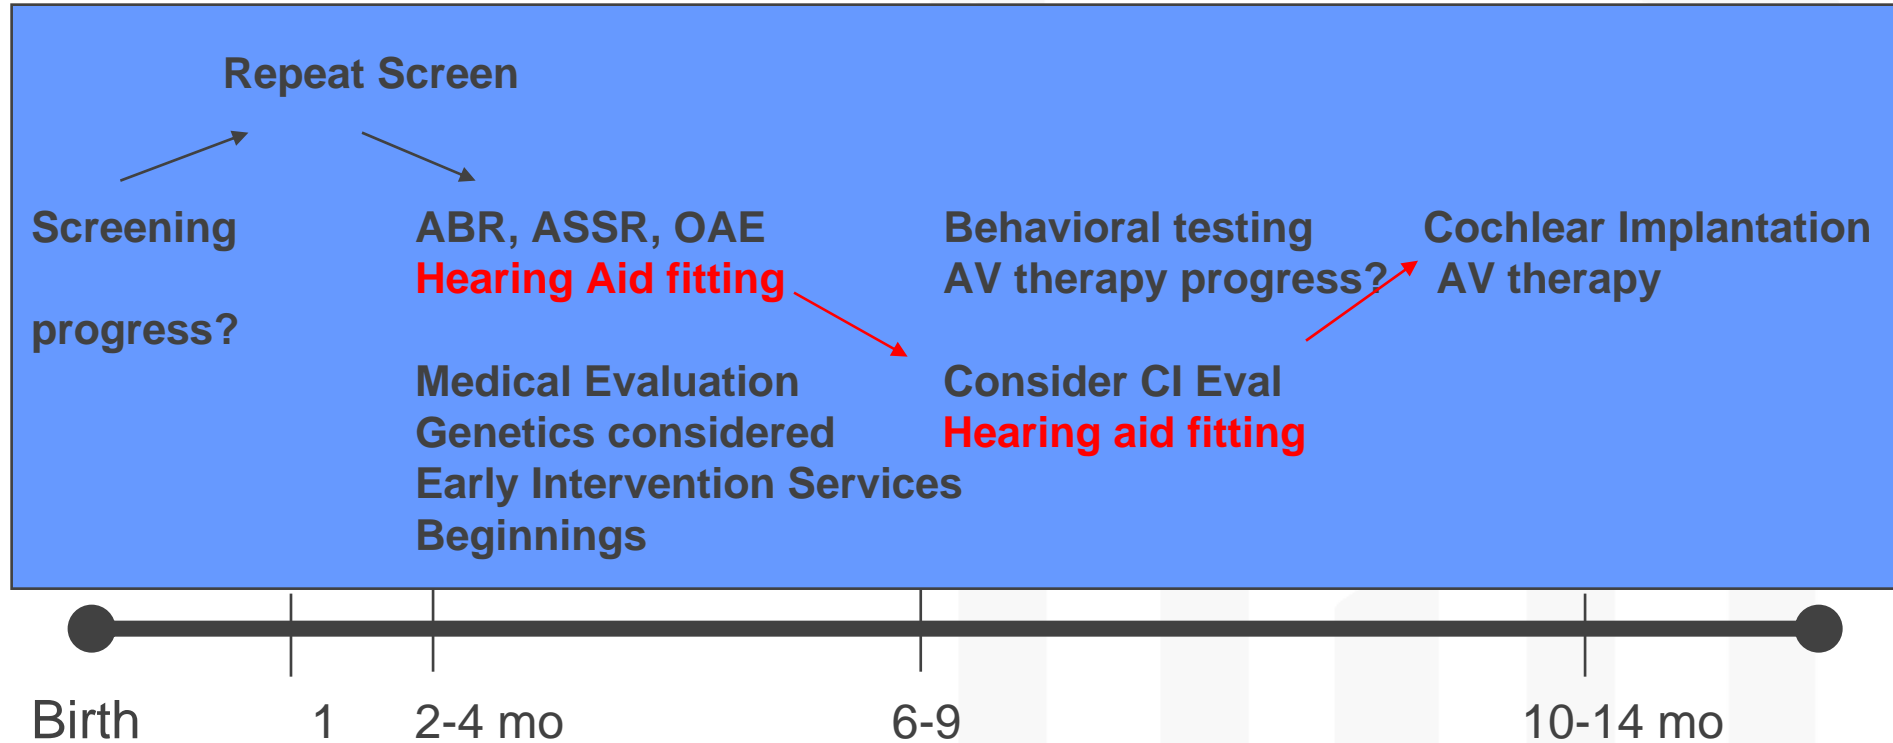 Repeat Screen
Screening
progress?
ABR, ASSR, OAE
Hearing Aid fitting
Medical Evaluation
Genetics considered
Early Intervention Services
Beginnings
Behavioral testing
AV therapy progress?
Consider CI Eval
Hearing aid fitting
Cochlear Implantation
AV therapy
Birth
1
2-4 mo
6-9
10-14 mo